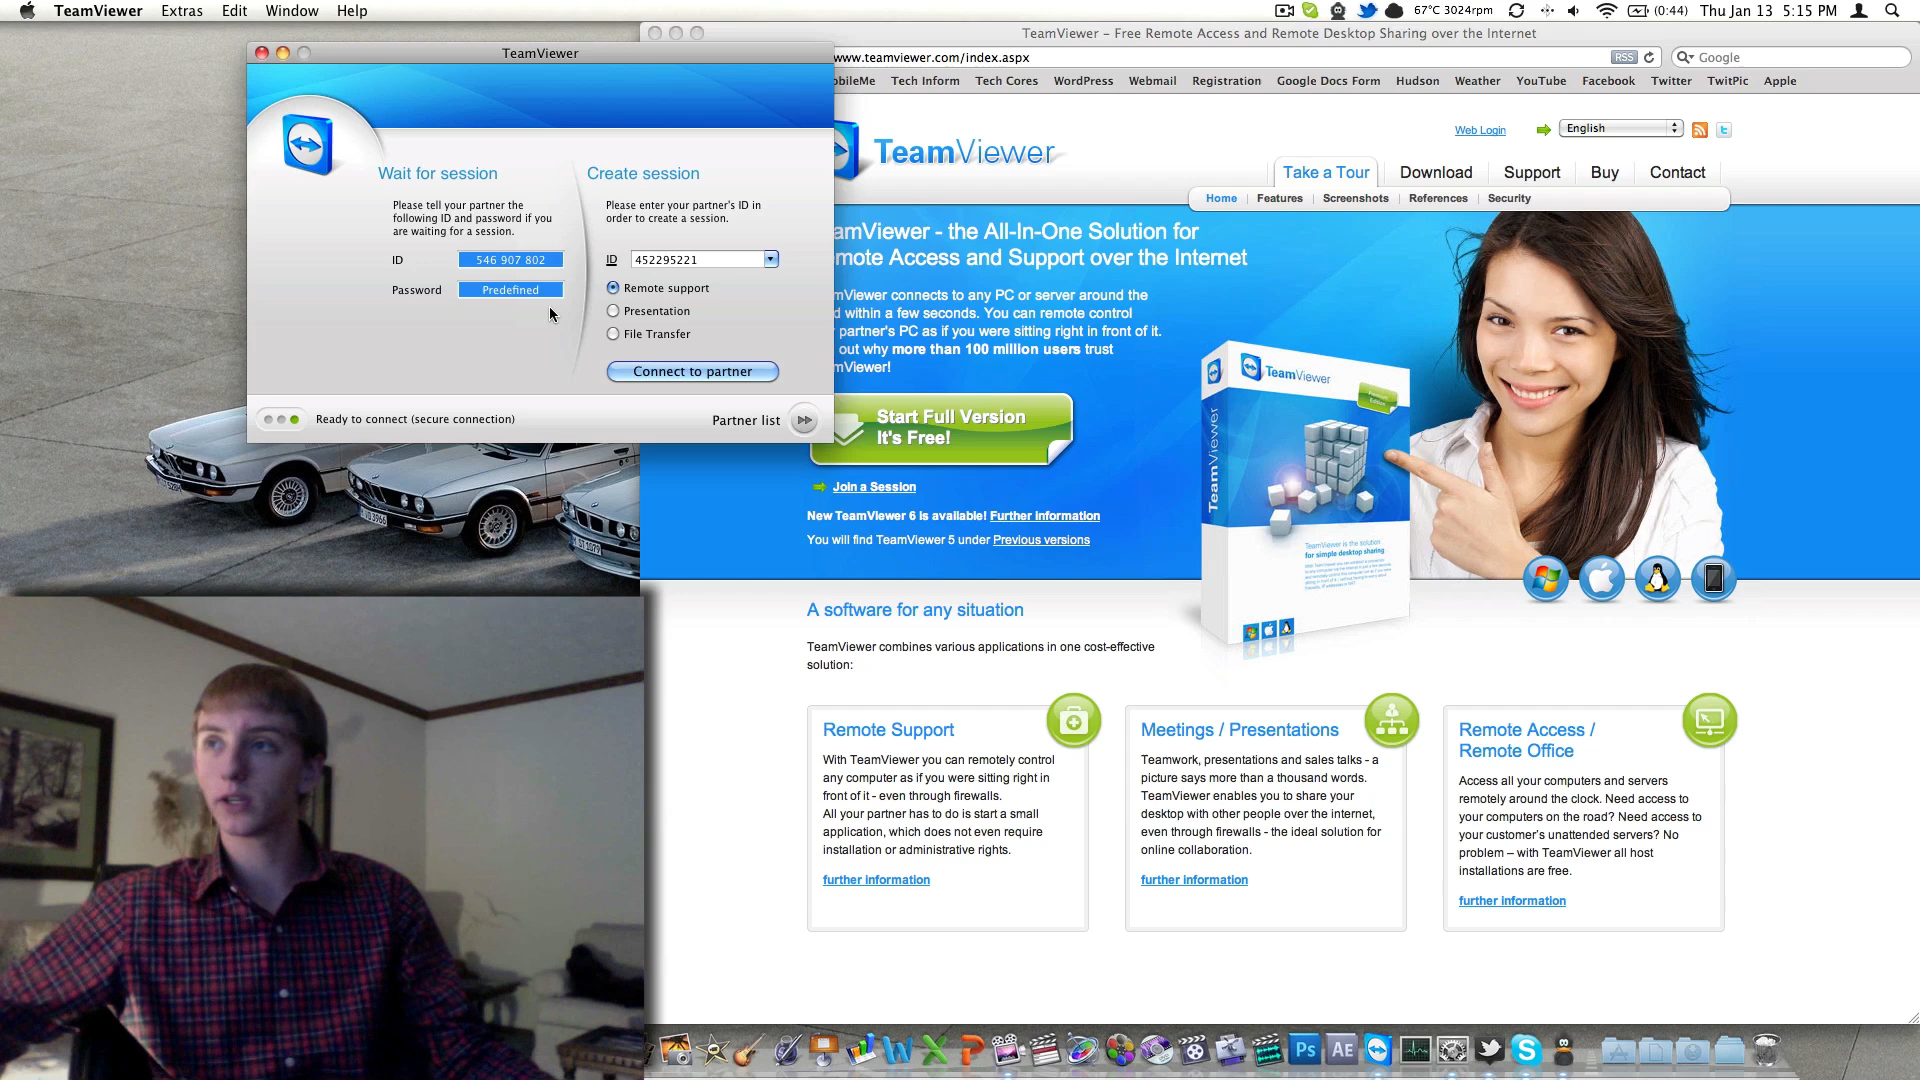 TeamViewer Extras Edit Window Help
67°C 3024rpm (0:44) Thu Jan 13 5:15 PM
TeamViewer
Wait for session
Please tell your partner the
following ID and password if you
are waiting for a session.
ID 546 907 802
Password Predefined
Create session
Please enter your partner's ID in
order to create a session.
ID 452295221
Remote support
Presentation
File Transfer
Connect to partner
Ready to connect (secure connection)
Partner list
TeamViewer – Free Remote Access and Remote Desktop Sharing over the Internet
www.teamviewer.com/index.aspx RSS Google
bileMe Tech Inform Tech Cores WordPress Webmail Registration Google Docs Form Hudson Weather YouTube Facebook Twitter TwitPic Apple
TeamViewer
Web Login English
Take a Tour Download Support Buy Contact
Home Features Screenshots References Security
amViewer - the All-In-One Solution for
mote Access and Support over the Internet
mViewer connects to any PC or server around the
d within a few seconds. You can remote control
partner's PC as if you were sitting right in front of it.
out why more than 100 million users trust
mViewer!
Start Full Version
It's Free!
Join a Session
New TeamViewer 6 is available! Further Information
You will find TeamViewer 5 under Previous versions
TeamViewer
TeamViewer
TeamViewer is the solution
for simple desktop sharing
A software for any situation
TeamViewer combines various applications in one cost-effective
solution:
Remote Support
With TeamViewer you can remotely control
any computer as if you were sitting right in
front of it - even through firewalls.
All your partner has to do is start a small
application, which does not even require
installation or administrative rights.
further information
Meetings / Presentations
Teamwork, presentations and sales talks - a
picture says more than a thousand words.
TeamViewer enables you to share your
desktop with other people over the internet,
even through firewalls - the ideal solution for
online collaboration.
further information
Remote Access /
Remote Office
Access all your computers and servers
remotely around the clock. Need access to
your computers on the road? Need access to
your customer's unattended servers? No
problem – with TeamViewer all host
installations are free.
further information
Ps AE